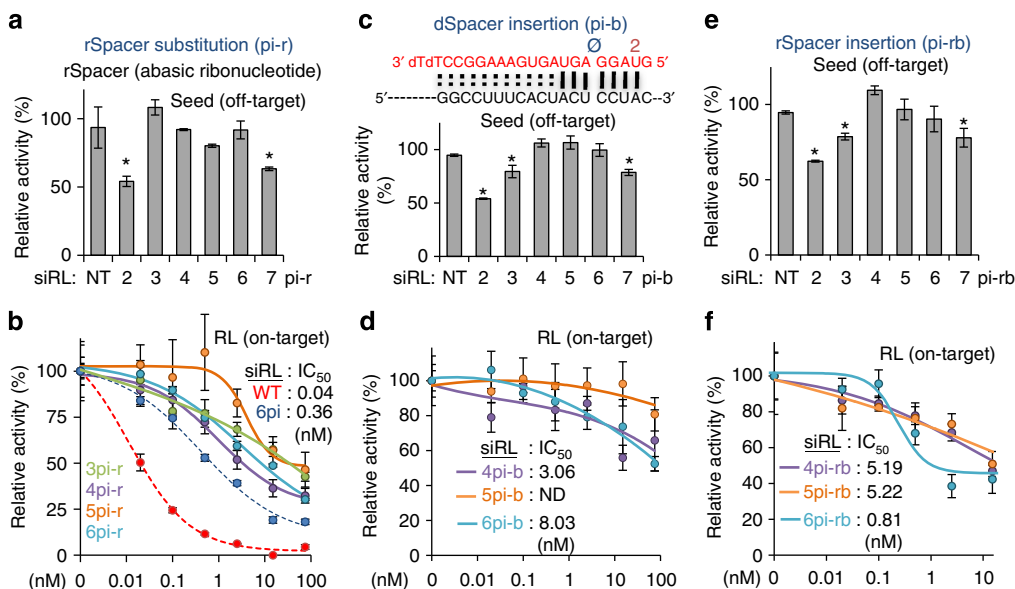 a
rSpacer substitution (pi-r)
rSpacer (abasic ribonucleotide)
Seed (off-target)
Relative activity (%)
100
50
0
*
*
siRL: NT 2 3 4 5 6 7 pi-r
c
dSpacer insertion (pi-b)
Ø 2
3′ dTdTCCGGAAAGUGAUGA GGAUG 5′
5′---------GGCCUUUCACUACU CCUAC--3′
Seed (off-target)
Relative activity (%)
100
50
0
*
*
*
siRL: NT 2 3 4 5 6 7 pi-b
e
rSpacer insertion (pi-rb)
Seed (off-target)
Relative activity (%)
100
50
0
*
*
*
siRL: NT 2 3 4 5 6 7 pi-rb
b
RL (on-target)
siRL : IC50
WT : 0.04
6pi : 0.36
(nM)
3pi-r
4pi-r
5pi-r
6pi-r
Relative activity (%)
100
75
50
25
0
(nM) 0 0.01 0.1 1 10 100
d
RL (on-target)
siRL : IC50
4pi-b : 3.06
5pi-b : ND
6pi-b : 8.03
(nM)
Relative activity (%)
100
80
60
40
20
0
0 0.01 0.1 1 10 100
f
RL (on-target)
siRL : IC50
4pi-rb : 5.19
5pi-rb : 5.22
6pi-rb : 0.81
(nM)
Relative activity (%)
100
80
60
40
20
0
(nM) 0 0.01 0.1 1 10